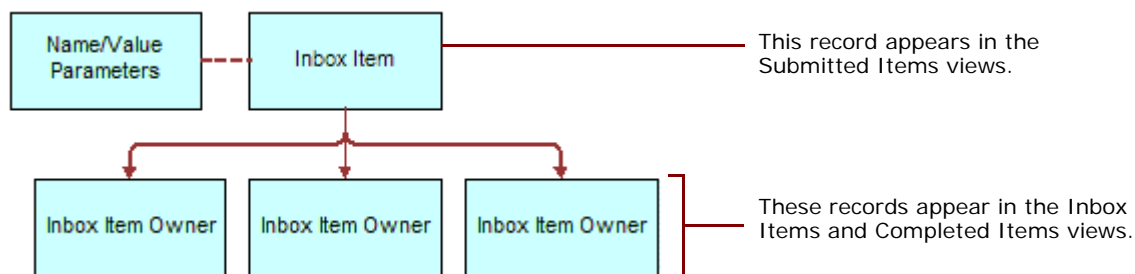 Name/Value
Parameters
Inbox Item
This record appears in the
Submitted Items views.
Inbox Item Owner
Inbox Item Owner
Inbox Item Owner
These records appear in the Inbox
Items and Completed Items views.